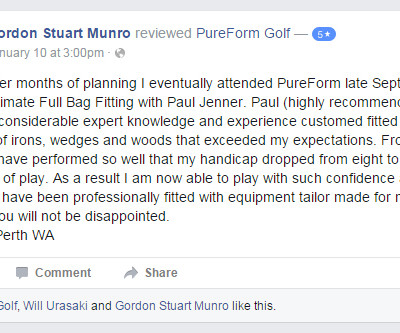 ordon Stuart Munro reviewed PureForm Golf — 5★
nuary 10 at 3:00pm ·
er months of planning I eventually attended PureForm late Sept
imate Full Bag Fitting with Paul Jenner. Paul (highly recommend
considerable expert knowledge and experience customed fitted
of irons, wedges and woods that exceeded my expectations. Fro
have performed so well that my handicap dropped from eight to
of play. As a result I am now able to play with such confidence
have been professionally fitted with equipment tailor made for
ou will not be disappointed.
Perth WA
Comment Share
Golf, Will Urasaki and Gordon Stuart Munro like this.